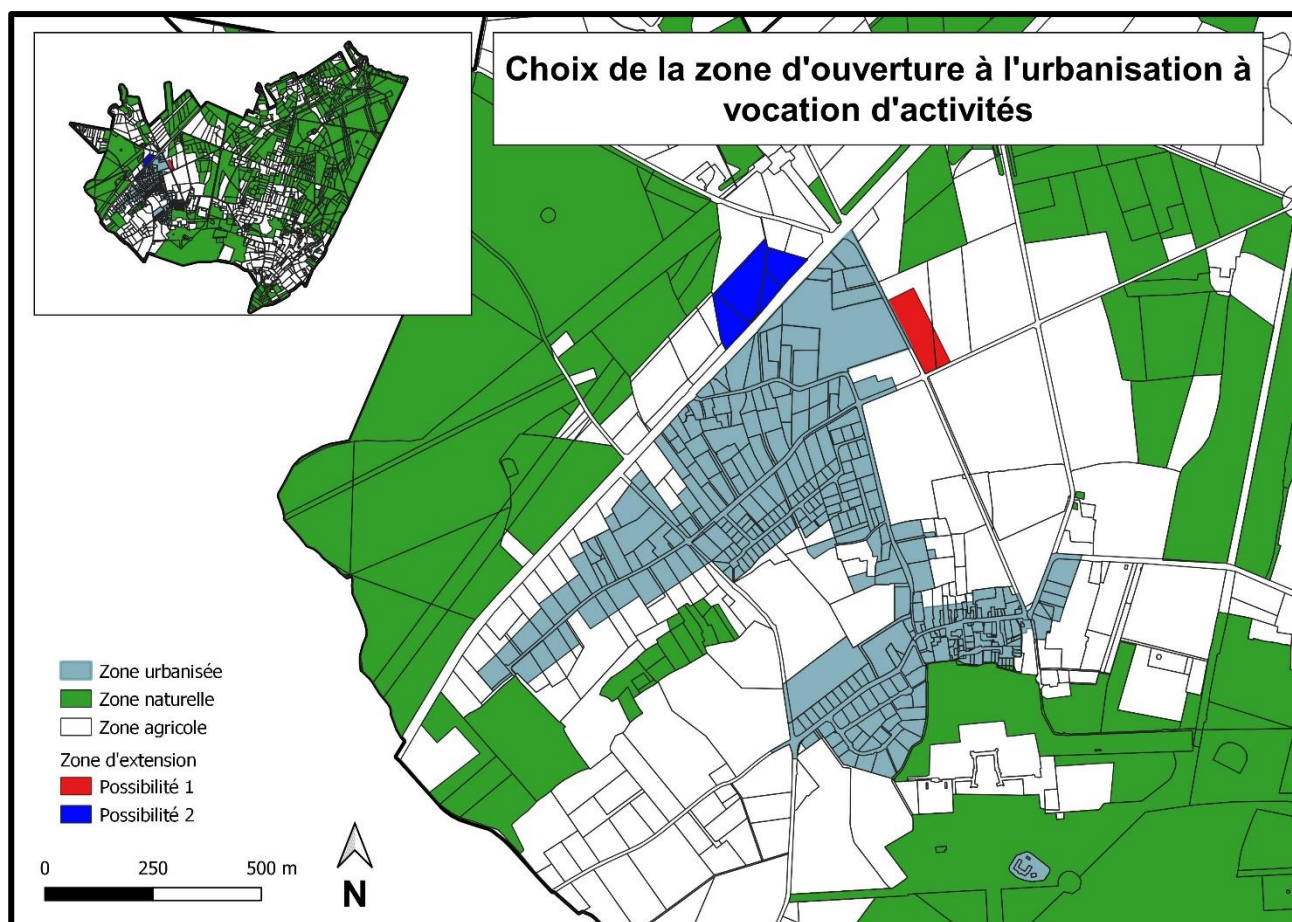 Choix de la zone d'ouverture à l'urbanisation à
vocation d'activités
Zone urbanisée
Zone naturelle
Zone agricole
Zone d'extension
Possibilité 1
Possibilité 2
0 250 500 m
N